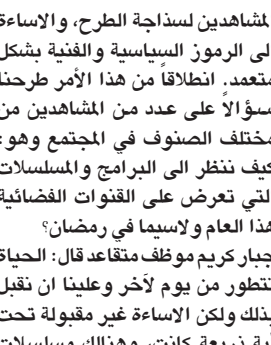 المشاهدين لسذاجة الطرح، والاساءة
لى الرموز السياسية والفنية بشكل
متعمد. انطلاقاً من هذا الأمر طرحنا
سؤالاً على عدد من المشاهدين من
مختلف الصنوف في المجتمع وهو:
كيف ننظر الى البرامج والمسلسلات
لتي تعرض على القنوات الفضائية
هذا العام ولاسيما في رمضان؟
جبار كريم موظف متقاعد قال: الحياة
تتطور من يوم لآخر وعلينا ان نقبل
بذلك ولكن الاساءة غير مقبولة تحت
ية ذريعة كانت، وهنالك مسلسلات